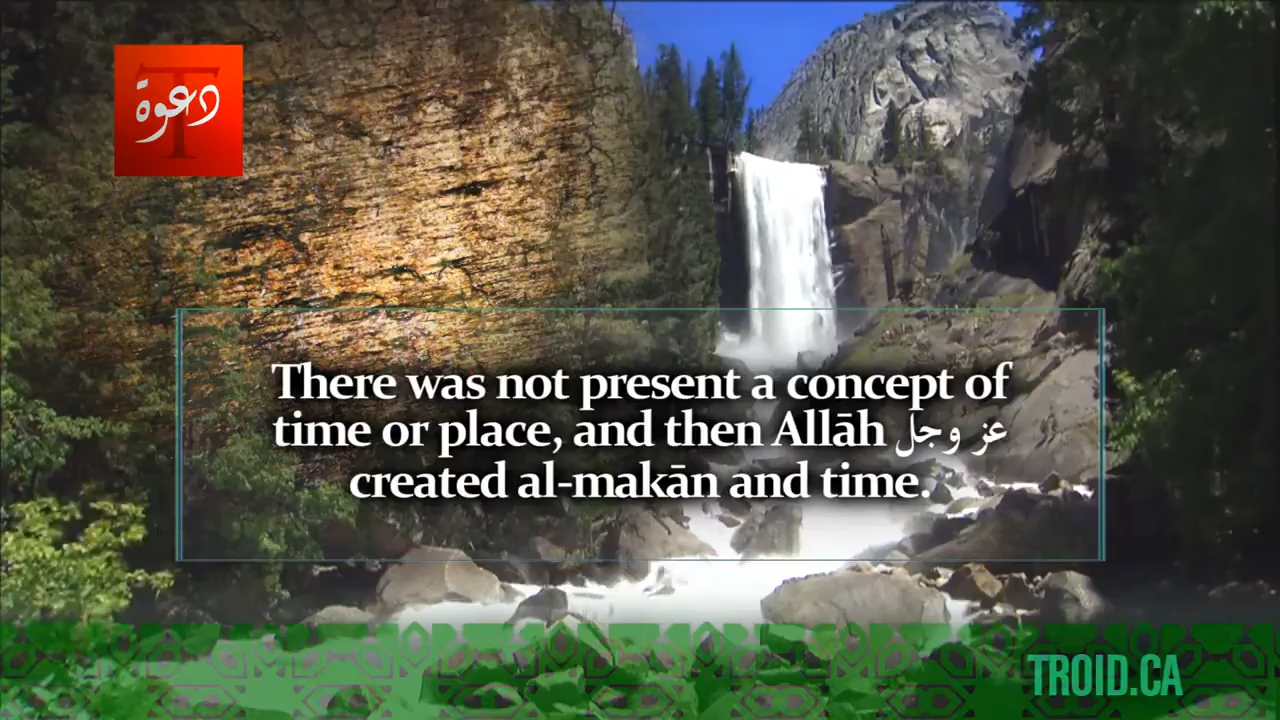 T
دعوة
There was not present a concept of
time or place, and then Allāh عز وجل
created al-makān and time.
TROID.CA